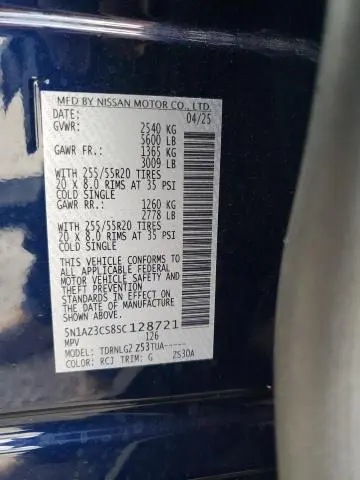 MFD BY NISSAN MOTOR CO., LTD.
DATE: 04/25
GVWR: 2540 KG
5600 LB
GAWR FR.: 1365 KG
3009 LB
WITH 255/55R20 TIRES
20 X 8.0 RIMS AT 35 PSI
COLD SINGLE
GAWR RR.: 1260 KG
2778 LB
WITH 255/55R20 TIRES
20 X 8.0 RIMS AT 35 PSI
COLD SINGLE
THIS VEHICLE CONFORMS TO
ALL APPLICABLE FEDERAL
MOTOR VEHICLE SAFETY AND
THEFT PREVENTION
STANDARDS IN EFFECT ON
THE DATE OF MANUFACTURE
SHOWN ABOVE.
5N1AZ3CS8SC128721
MPV 126
MODEL: TDRNLG2 Z53TUA-----
COLOR: RCJ TRIM: G ZS3DA